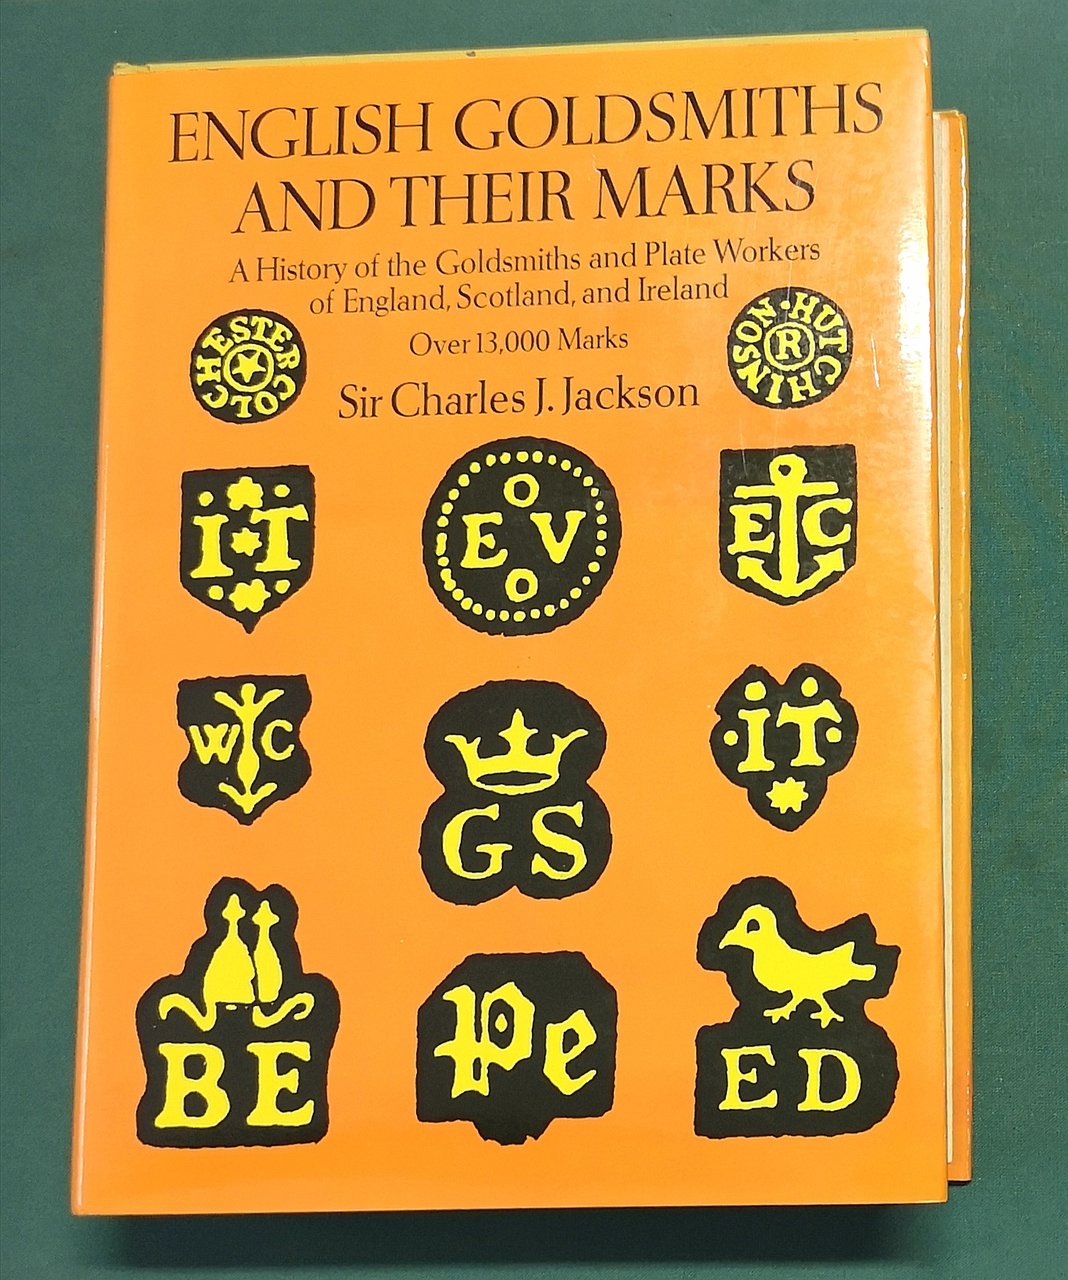 ENGLISH GOLDSMITHS
AND THEIR MARKS
A History of the Goldsmiths and Plate Workers
of England, Scotland, and Ireland
Over 13,000 Marks
Sir Charles J. Jackson
COLCHESTER
HUTCHINSON
R
I T
E V
E C
W C
G S
I T
B E
Pe
E D